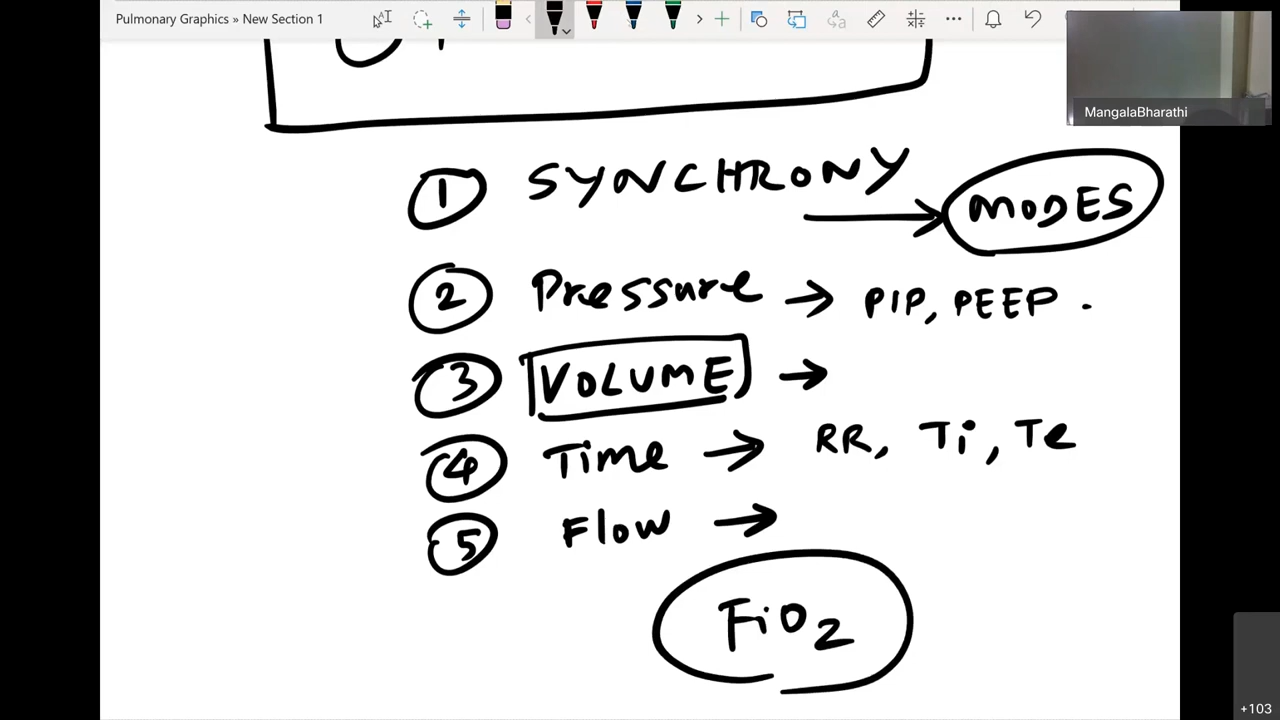 Pulmonary Graphics » New Section 1
MangalaBharathi
① SYNCHRONY → MODES
② Pressure → PIP, PEEP.
③ VOLUME →
④ Time → RR, Ti, Te
⑤ Flow →
FiO2
+103